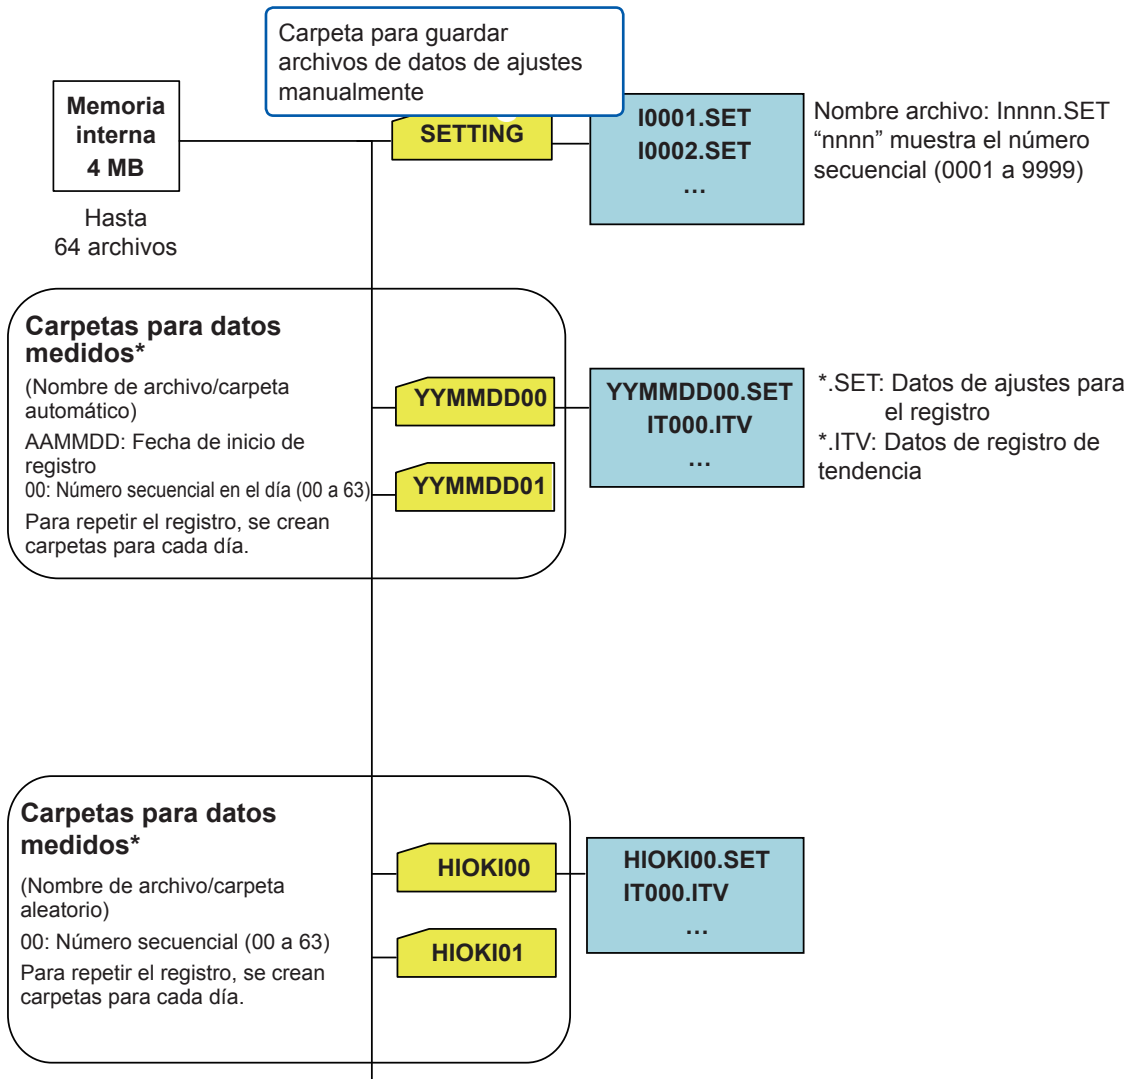 Carpeta para guardar
archivos de datos de ajustes
manualmente
Memoria
interna
4 MB
Hasta
64 archivos
SETTING
I0001.SET
I0002.SET
…
Nombre archivo: Innnn.SET
“nnnn” muestra el número
secuencial (0001 a 9999)
Carpetas para datos
medidos*
(Nombre de archivo/carpeta
automático)
AAMMDD: Fecha de inicio de
registro
00: Número secuencial en el día (00 a 63)
Para repetir el registro, se crean
carpetas para cada día.
YYMMDD00
YYMMDD01
YYMMDD00.SET
IT000.ITV
…
*.SET: Datos de ajustes para
el registro
*.ITV: Datos de registro de
tendencia
Carpetas para datos
medidos*
(Nombre de archivo/carpeta
aleatorio)
00: Número secuencial (00 a 63)
Para repetir el registro, se crean
carpetas para cada día.
HIOKI00
HIOKI01
HIOKI00.SET
IT000.ITV
…